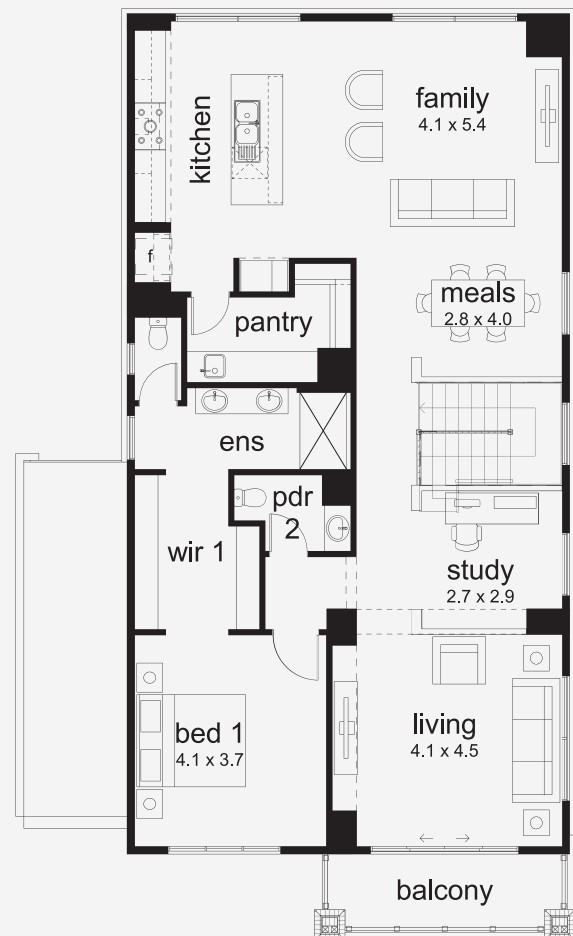 kitchen
family
4.1 x 5.4
f
meals
2.8 x 4.0
pantry
ens
pdr
2
wir 1
study
2.7 x 2.9
bed 1
4.1 x 3.7
living
4.1 x 4.5
balcony